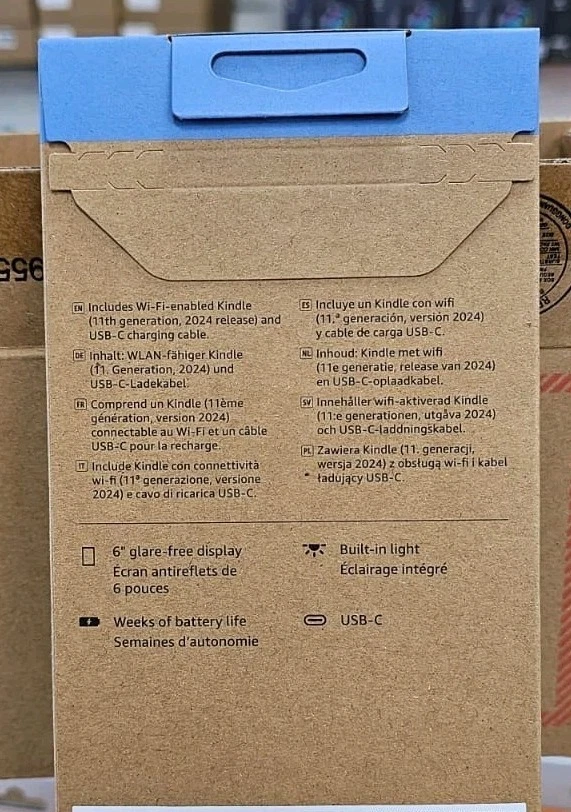 EN Includes Wi-Fi-enabled Kindle
(11th generation, 2024 release) and
USB-C charging cable.
DE Inhalt: WLAN-fähiger Kindle
(11. Generation, 2024) und
USB-C-Ladekabel.
FR Comprend un Kindle (11ème
génération, version 2024)
connectable au Wi-Fi et un câble
USB-C pour la recharge.
IT Include Kindle con connettività
wi-fi (11ª generazione, versione
2024) e cavo di ricarica USB-C.
ES Incluye un Kindle con wifi
(11.ª generación, versión 2024)
y cable de carga USB-C.
NL Inhoud: Kindle met wifi
(11e generatie, release van 2024)
en USB-C-oplaadkabel.
SV Innehåller wifi-aktiverad Kindle
(11:e generationen, utgåva 2024)
och USB-C-laddningskabel.
PL Zawiera Kindle (11. generacji,
wersja 2024) z obsługą wi-fi i kabel
ładujący USB-C.
6" glare-free display
Écran antireflets de
6 pouces
Built-in light
Éclairage intégré
Weeks of battery life
Semaines d'autonomie
USB-C